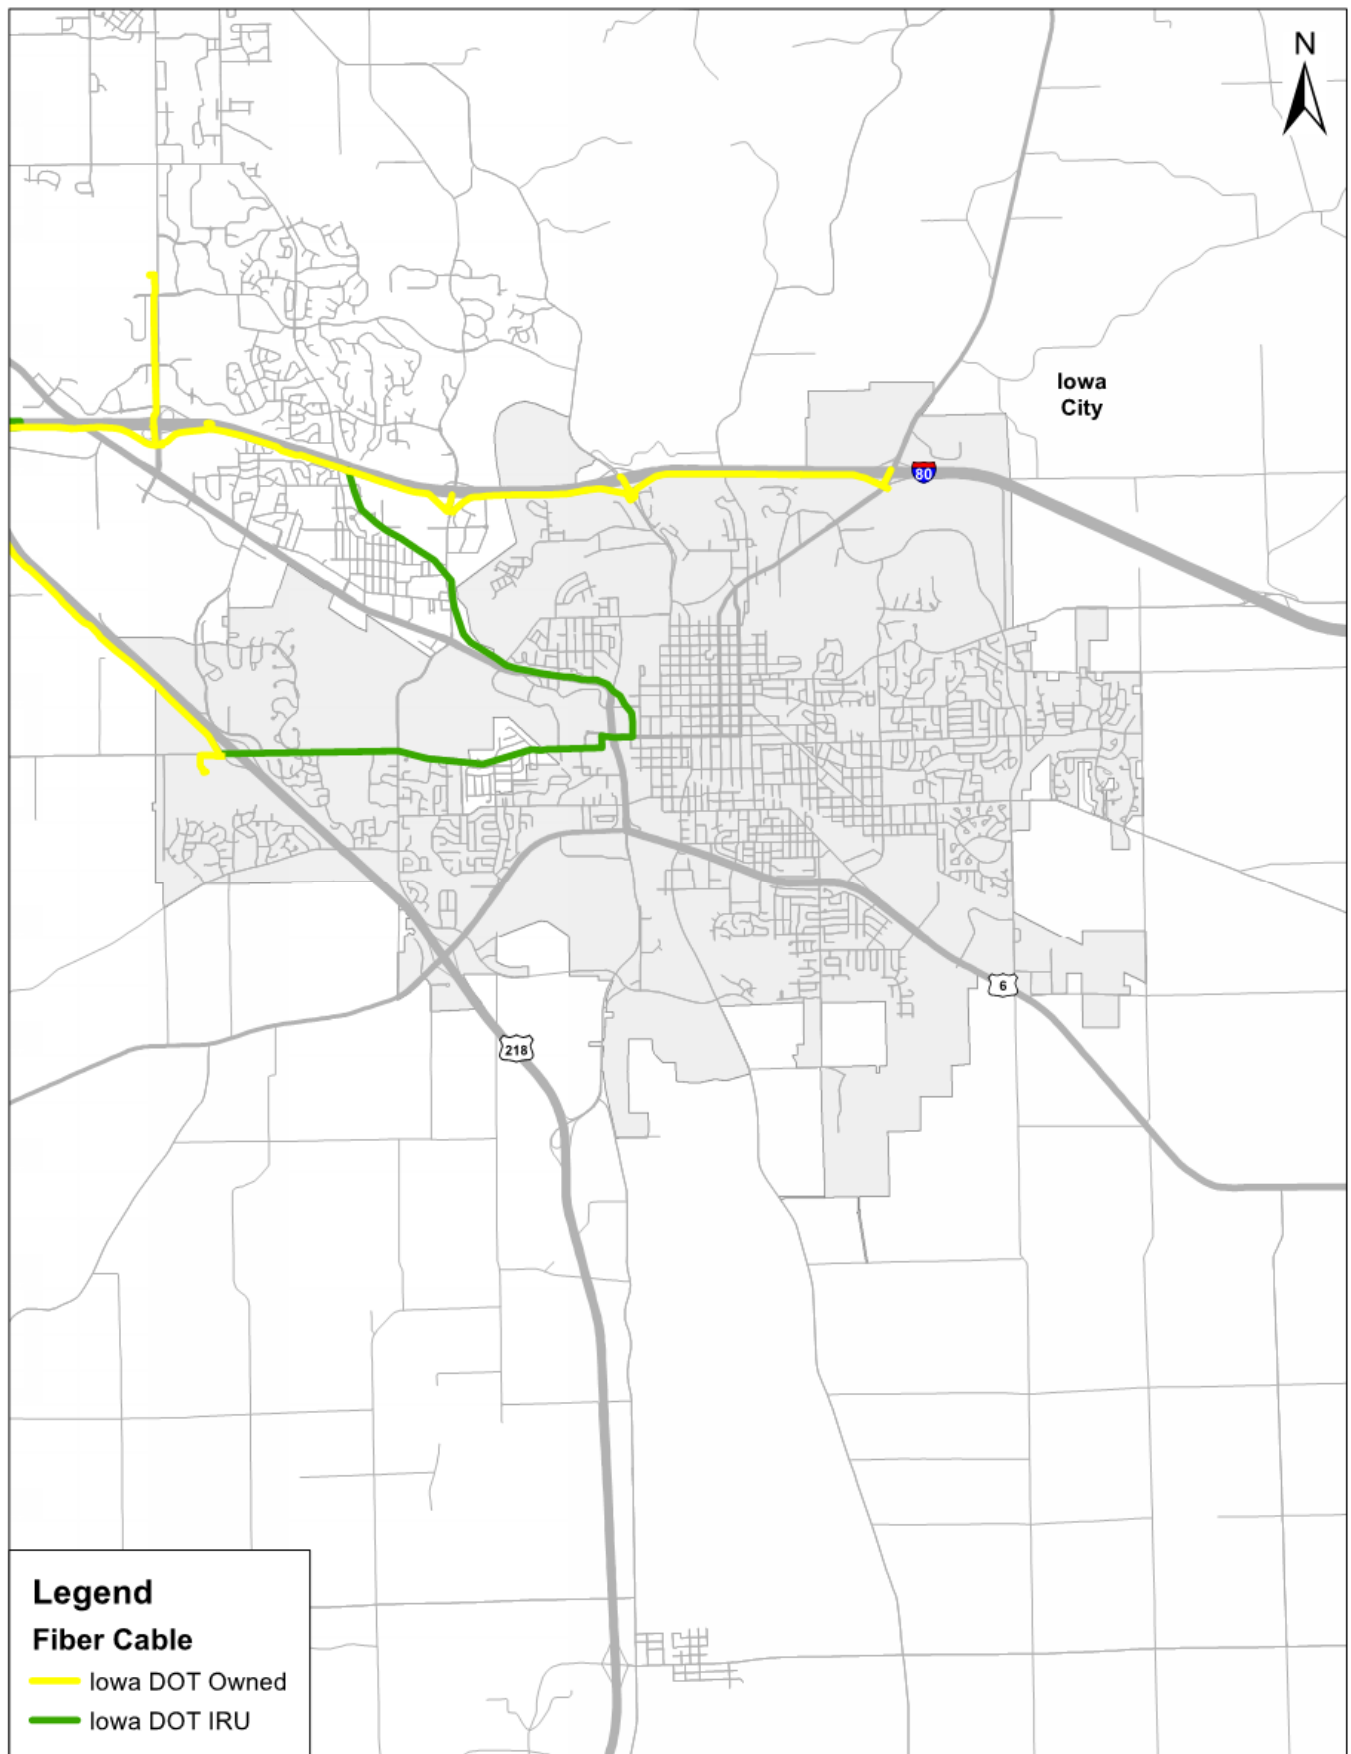 N
Iowa
City
80
6
218
Legend
Fiber Cable
Iowa DOT Owned
Iowa DOT IRU